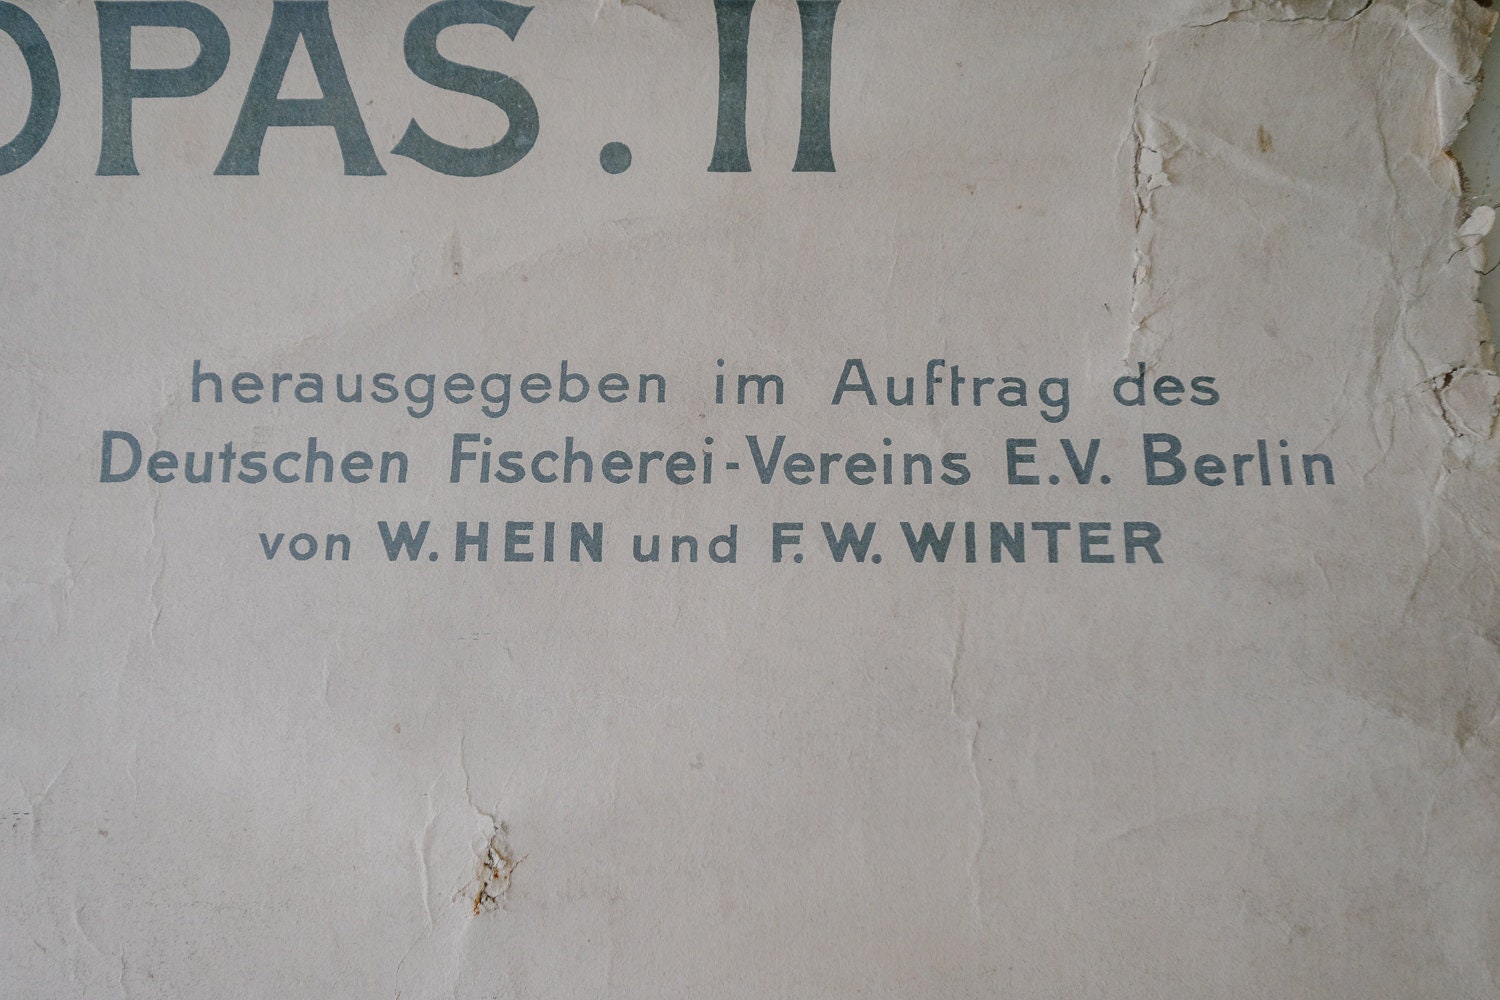 OPAS. II
herausgegeben im Auftrag des
Deutschen Fischerei-Vereins E.V. Berlin
von W. HEIN und F. W. WINTER